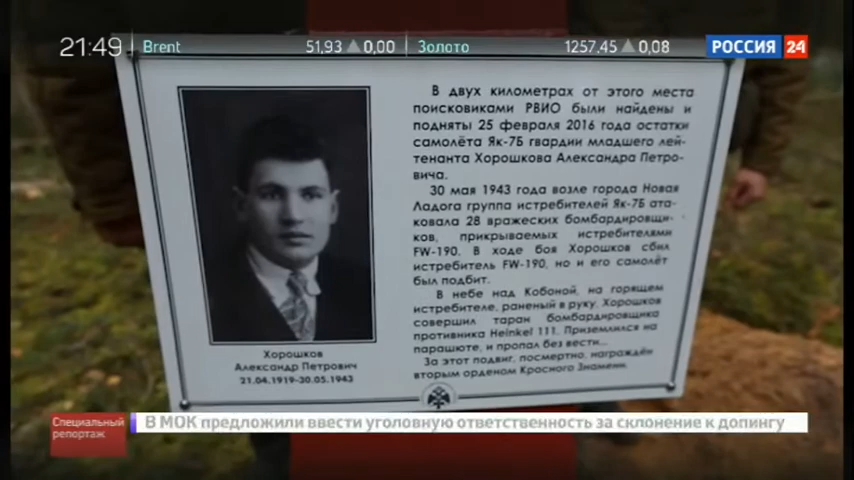 21:49 Brent 51,93 ▲ 0,00 Золото 1257,45 ▲ 0,08 РОССИЯ 24
В двух километрах от этого места
поисковиками РВИО были найдены и
подняты 25 февраля 2016 года остатки
самолёта Як-7Б гвардии младшего лей-
тенанта Хорошкова Александра Петро-
вича.
30 мая 1943 года возле города Новая
Ладога группа истребителей Як-7Б ата-
ковала 28 вражеских бомбардировщи-
ков, прикрываемых истребителями
FW-190. В ходе боя Хорошков сбил
истребитель FW-190, но и его самолёт
был подбит.
В небе над Кобоной, на горящем
истребителе, раненый в руку, Хорошков
совершил таран бомбардировщика
противника Heinkel 111. Приземлился на
парашюте, и пропал без вести...
За этот подвиг, посмертно, награждён
вторым орденом Красного Знамени.
Хорошков
Александр Петрович
21.04.1919-30.05.1943
Специальный
репортаж
В МОК предложили ввести уголовную ответственность за склонение к допингу